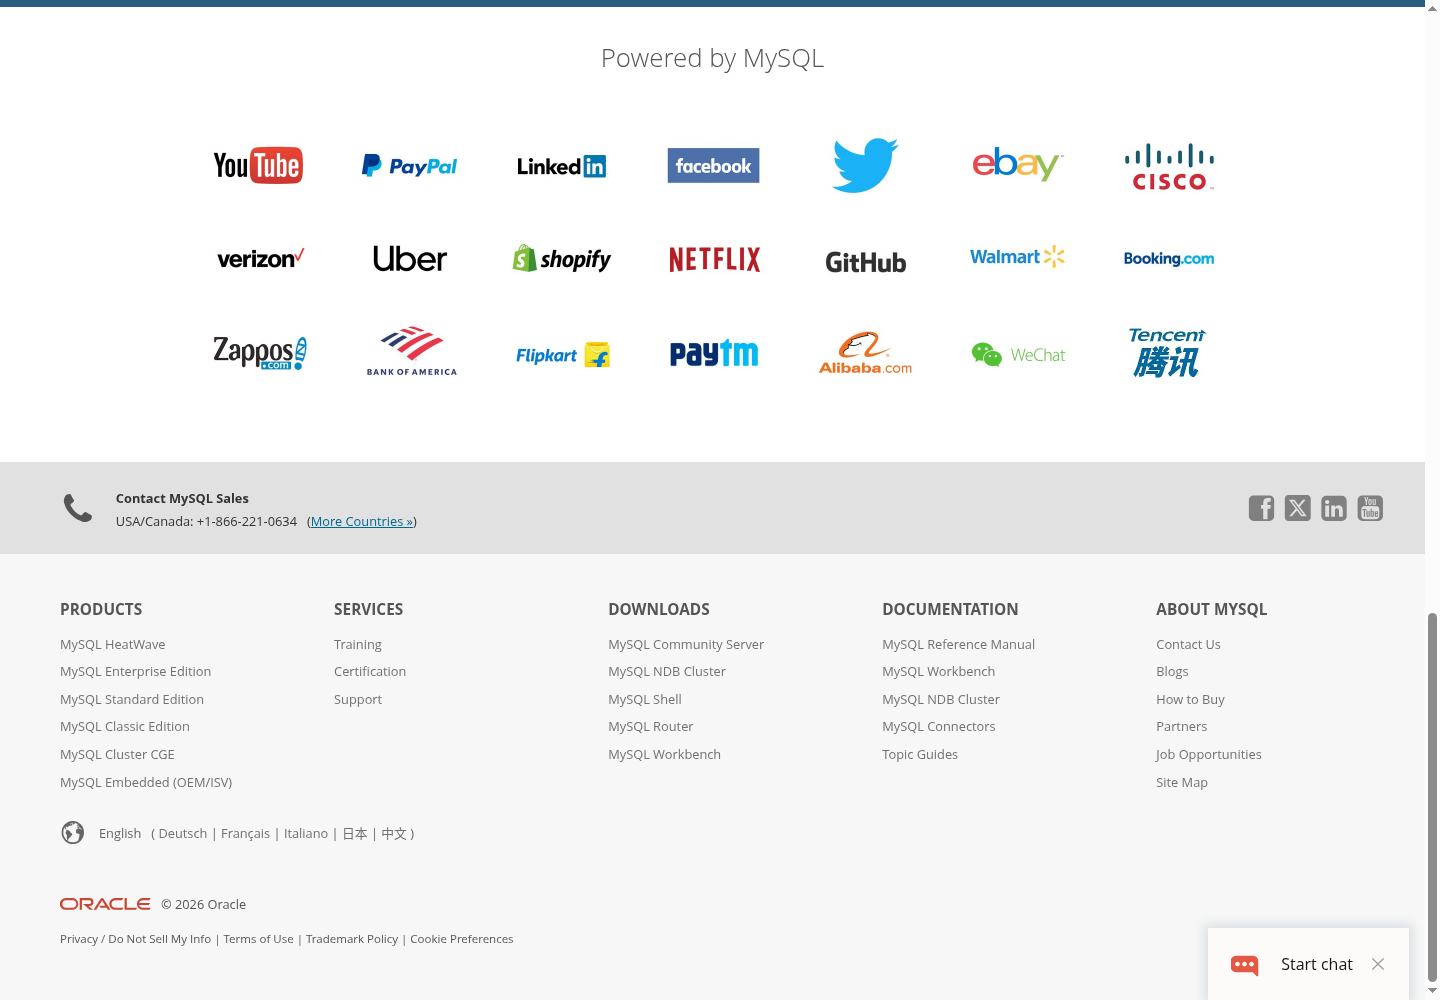 Powered by MySQL
YouTube PayPal Linked in facebook ebay CISCO
verizon Uber shopify NETFLIX GitHub Walmart Booking.com
Zappos.com BANK OF AMERICA Flipkart paytm Alibaba.com WeChat Tencent 腾讯
Contact MySQL Sales
USA/Canada: +1-866-221-0634 (More Countries »)
in You Tube
PRODUCTS
MySQL HeatWave
MySQL Enterprise Edition
MySQL Standard Edition
MySQL Classic Edition
MySQL Cluster CGE
MySQL Embedded (OEM/ISV)
SERVICES
Training
Certification
Support
DOWNLOADS
MySQL Community Server
MySQL NDB Cluster
MySQL Shell
MySQL Router
MySQL Workbench
DOCUMENTATION
MySQL Reference Manual
MySQL Workbench
MySQL NDB Cluster
MySQL Connectors
Topic Guides
ABOUT MYSQL
Contact Us
Blogs
How to Buy
Partners
Job Opportunities
Site Map
English ( Deutsch | Français | Italiano | 日本 | 中文 )
ORACLE © 2026 Oracle
Privacy / Do Not Sell My Info | Terms of Use | Trademark Policy | Cookie Preferences
Start chat